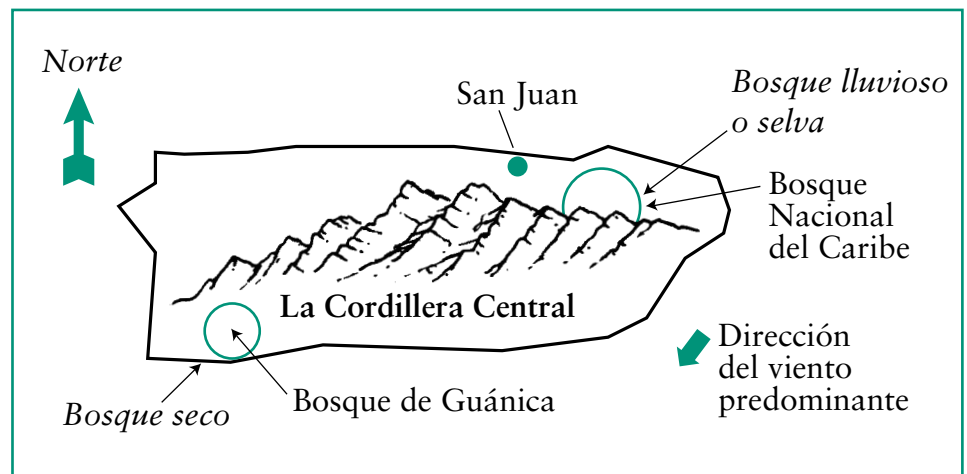 Norte
San Juan
Bosque lluvioso
o selva
Bosque
Nacional
del Caribe
La Cordillera Central
Dirección
del viento
predominante
Bosque de Guánica
Bosque seco